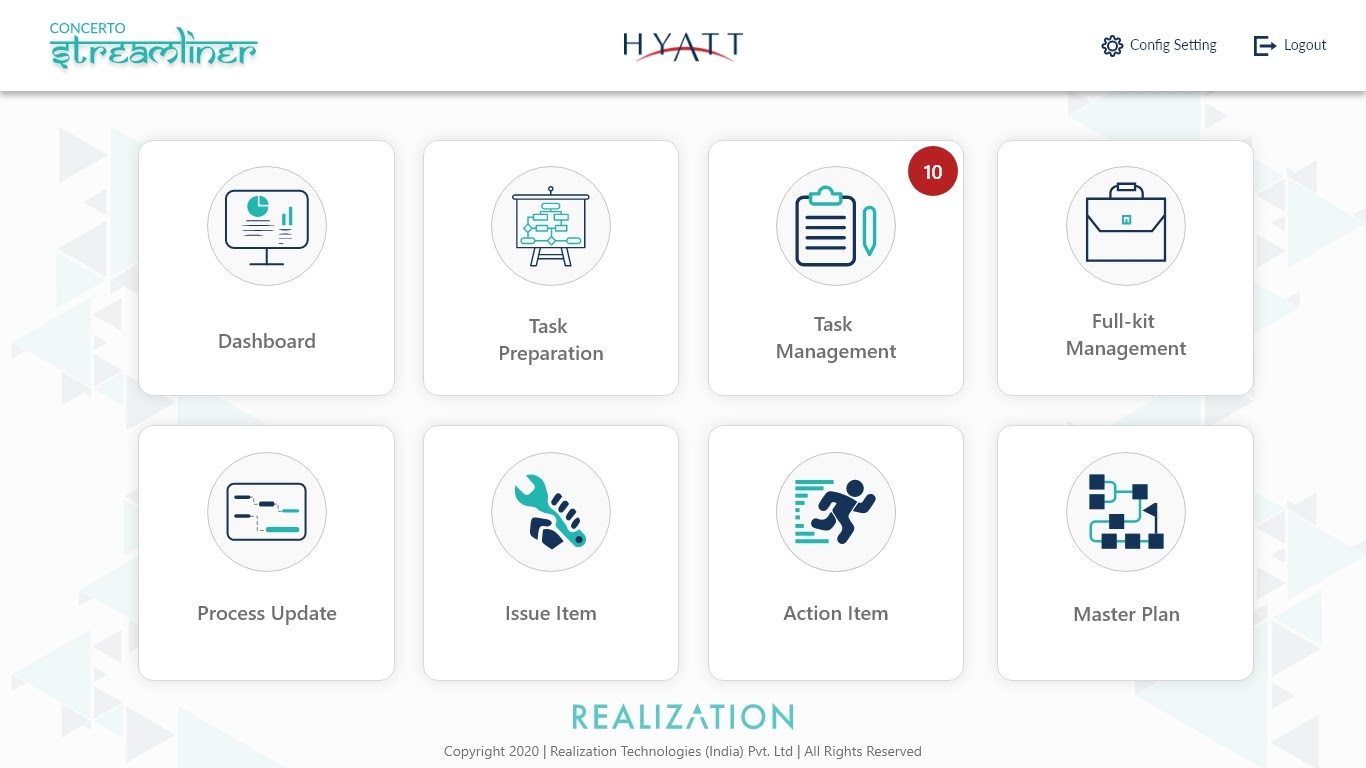 CONCERTO
streamliner
HYATT
Config Setting
Logout
Dashboard
Task
Preparation
10
Task
Management
Full-kit
Management
Process Update
Issue Item
Action Item
Master Plan
REALIZATION
Copyright 2020 | Realization Technologies (India) Pvt. Ltd | All Rights Reserved